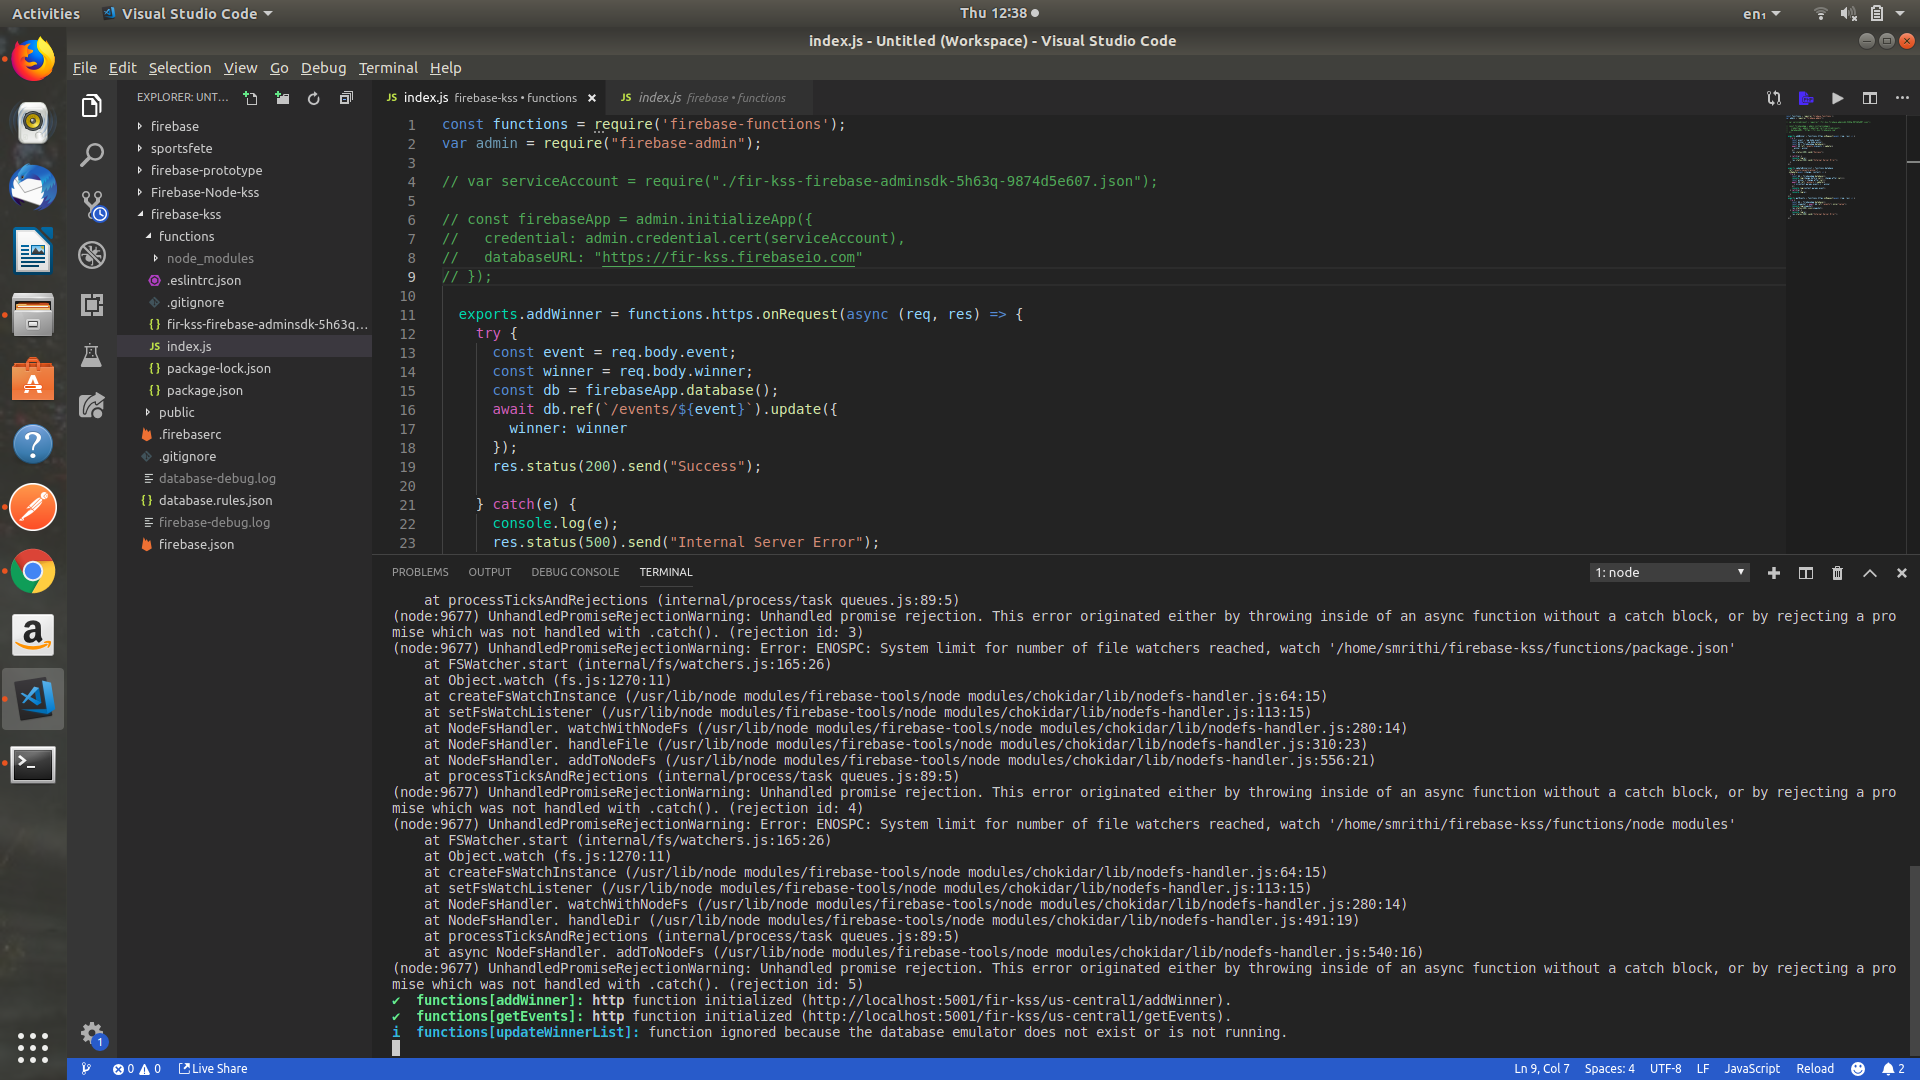 Activities
Visual Studio Code
Thu 12:38
en₁
index.js - Untitled (Workspace) - Visual Studio Code
File Edit Selection View Go Debug Terminal Help
EXPLORER: UNT...
JS index.js firebase-kss • functions
JS index.js firebase • functions
firebase
sportsfete
firebase-prototype
Firebase-Node-kss
firebase-kss
functions
node_modules
.eslintrc.json
.gitignore
{} fir-kss-firebase-adminsdk-5h63q...
JS index.js
{} package-lock.json
{} package.json
public
.firebaserc
.gitignore
database-debug.log
{} database.rules.json
firebase-debug.log
firebase.json
1 const functions = require('firebase-functions');
2 var admin = require("firebase-admin");
3
4 // var serviceAccount = require("./fir-kss-firebase-adminsdk-5h63q-9874d5e607.json");
5
6 // const firebaseApp = admin.initializeApp({
7 //   credential: admin.credential.cert(serviceAccount),
8 //   databaseURL: "https://fir-kss.firebaseio.com"
9 // });
10
11 exports.addWinner = functions.https.onRequest(async (req, res) => {
12 try {
13 const event = req.body.event;
14 const winner = req.body.winner;
15 const db = firebaseApp.database();
16 await db.ref(`/events/${event}`).update({
17 winner: winner
18 });
19 res.status(200).send("Success");
20
21 } catch(e) {
22 console.log(e);
23 res.status(500).send("Internal Server Error");
PROBLEMS OUTPUT DEBUG CONSOLE TERMINAL
1: node
at processTicksAndRejections (internal/process/task queues.js:89:5)
(node:9677) UnhandledPromiseRejectionWarning: Unhandled promise rejection. This error originated either by throwing inside of an async function without a catch block, or by rejecting a pro
mise which was not handled with .catch(). (rejection id: 3)
(node:9677) UnhandledPromiseRejectionWarning: Error: ENOSPC: System limit for number of file watchers reached, watch '/home/smrithi/firebase-kss/functions/package.json'
at FSWatcher.start (internal/fs/watchers.js:165:26)
at Object.watch (fs.js:1270:11)
at createFsWatchInstance (/usr/lib/node modules/firebase-tools/node modules/chokidar/lib/nodefs-handler.js:64:15)
at setFsWatchListener (/usr/lib/node modules/firebase-tools/node modules/chokidar/lib/nodefs-handler.js:113:15)
at NodeFsHandler. watchWithNodeFs (/usr/lib/node modules/firebase-tools/node modules/chokidar/lib/nodefs-handler.js:280:14)
at NodeFsHandler. handleFile (/usr/lib/node modules/firebase-tools/node modules/chokidar/lib/nodefs-handler.js:310:23)
at NodeFsHandler. addToNodeFs (/usr/lib/node modules/firebase-tools/node modules/chokidar/lib/nodefs-handler.js:556:21)
at processTicksAndRejections (internal/process/task queues.js:89:5)
(node:9677) UnhandledPromiseRejectionWarning: Unhandled promise rejection. This error originated either by throwing inside of an async function without a catch block, or by rejecting a pro
mise which was not handled with .catch(). (rejection id: 4)
(node:9677) UnhandledPromiseRejectionWarning: Error: ENOSPC: System limit for number of file watchers reached, watch '/home/smrithi/firebase-kss/functions/node modules'
at FSWatcher.start (internal/fs/watchers.js:165:26)
at Object.watch (fs.js:1270:11)
at createFsWatchInstance (/usr/lib/node modules/firebase-tools/node modules/chokidar/lib/nodefs-handler.js:64:15)
at setFsWatchListener (/usr/lib/node modules/firebase-tools/node modules/chokidar/lib/nodefs-handler.js:113:15)
at NodeFsHandler. watchWithNodeFs (/usr/lib/node modules/firebase-tools/node modules/chokidar/lib/nodefs-handler.js:280:14)
at NodeFsHandler. handleDir (/usr/lib/node modules/firebase-tools/node modules/chokidar/lib/nodefs-handler.js:491:19)
at processTicksAndRejections (internal/process/task queues.js:89:5)
at async NodeFsHandler. addToNodeFs (/usr/lib/node modules/firebase-tools/node modules/chokidar/lib/nodefs-handler.js:540:16)
(node:9677) UnhandledPromiseRejectionWarning: Unhandled promise rejection. This error originated either by throwing inside of an async function without a catch block, or by rejecting a pro
mise which was not handled with .catch(). (rejection id: 5)
✔ functions[addWinner]: http function initialized (http://localhost:5001/fir-kss/us-central1/addWinner).
✔ functions[getEvents]: http function initialized (http://localhost:5001/fir-kss/us-central1/getEvents).
i functions[updateWinnerList]: function ignored because the database emulator does not exist or is not running.
1
0 0 Live Share
Ln 9, Col 7 Spaces: 4 UTF-8 LF JavaScript Reload 2